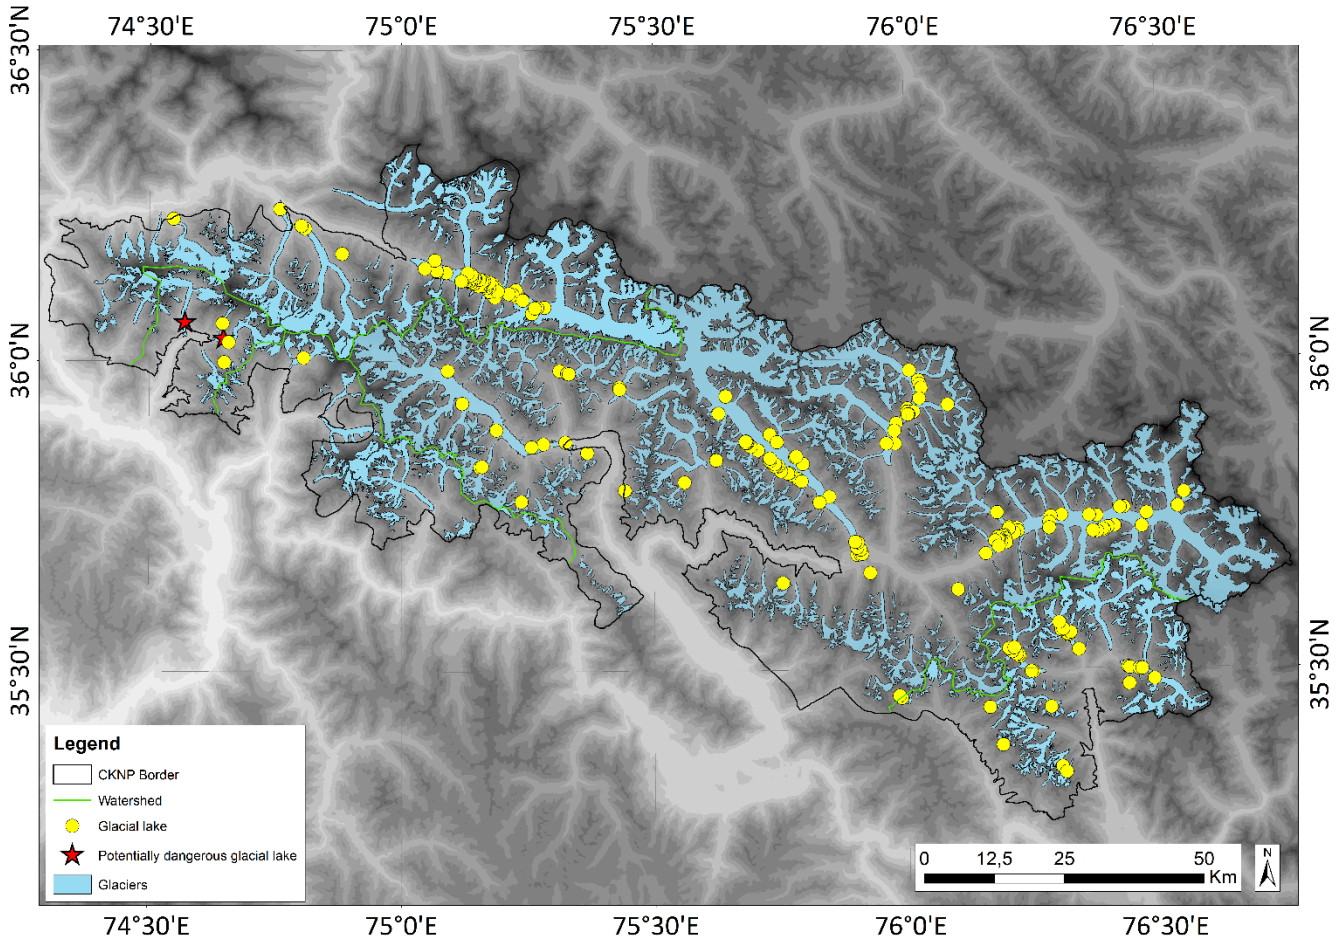 74°30'E 75°0'E 75°30'E 76°0'E 76°30'E
36°30'N
36°30'N
36°0'N
36°0'N
35°30'N
35°30'N
Legend
CKNP Border
Watershed
Glacial lake
Potentially dangerous glacial lake
Glaciers
0 12,5 25 50
Km
N
74°30'E 75°0'E 75°30'E 76°0'E 76°30'E